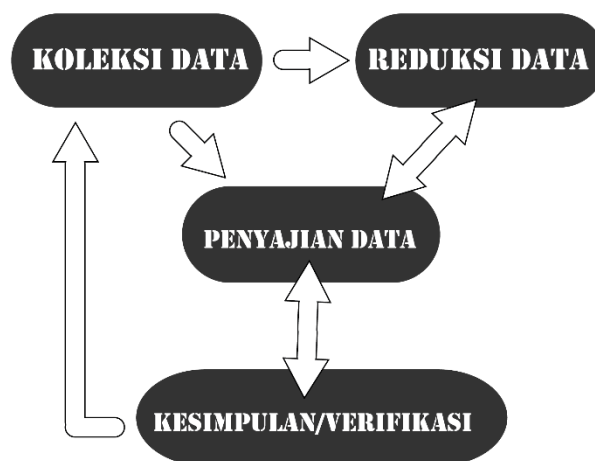 KOLEKSI DATA
REDUKSI DATA
PENYAJIAN DATA
KESIMPULAN/VERIFIKASI